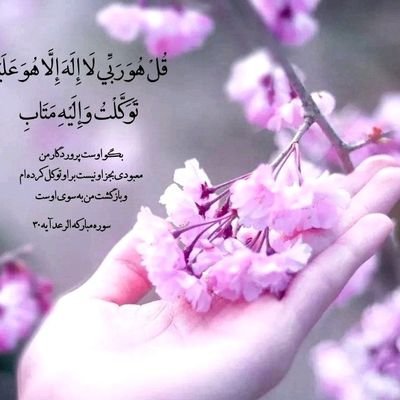 قُلْ هُوَ رَبِّي لَا إِلَٰهَ إِلَّا هُوَ عَلَيْ
تَوَكَّلْتُ وَإِلَيْهِ مَتَابِ
بگو اوست پروردگار من
معبودی بجز او نیست بر او توکل کرده ام
و بازگشت من به سوی اوست
سوره مبارکه الرعد آیه ۳۰